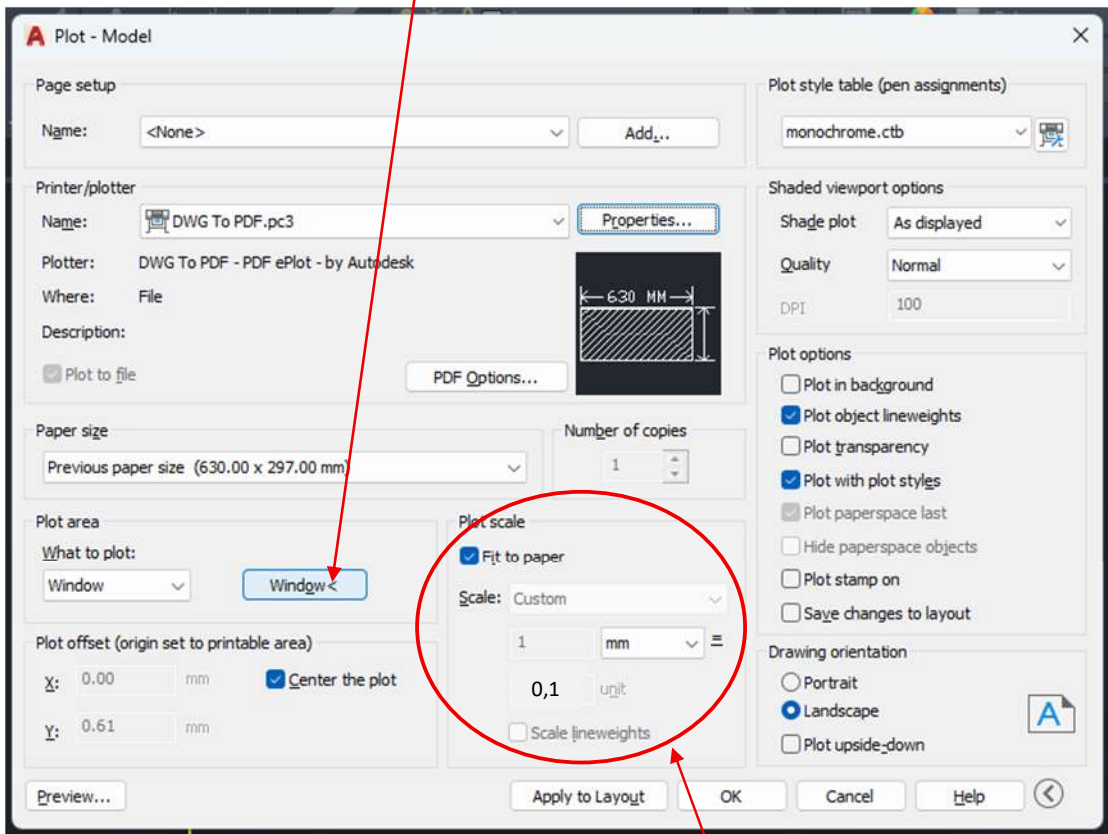 Plot - Model
Page setup
Name: <None> Add...
Plot style table (pen assignments)
monochrome.ctb
Printer/plotter
Name: DWG To PDF.pc3 Properties...
Plotter: DWG To PDF - PDF ePlot - by Autodesk
Where: File
Description:
Plot to file
PDF Options...
630 MM
Shaded viewport options
Shade plot As displayed
Quality Normal
DPI 100
Paper size
Previous paper size (630.00 x 297.00 mm)
Number of copies
1
Plot options
Plot in background
Plot object lineweights
Plot transparency
Plot with plot styles
Plot paperspace last
Hide paperspace objects
Plot stamp on
Save changes to layout
Plot area
What to plot:
Window Window<
Plot scale
Fit to paper
Scale: Custom
1 mm =
0,1 unit
Scale lineweights
Plot offset (origin set to printable area)
X: 0.00 mm Center the plot
Y: 0.61 mm
Drawing orientation
Portrait
Landscape
Plot upside-down
A
Preview... Apply to Layout OK Cancel Help